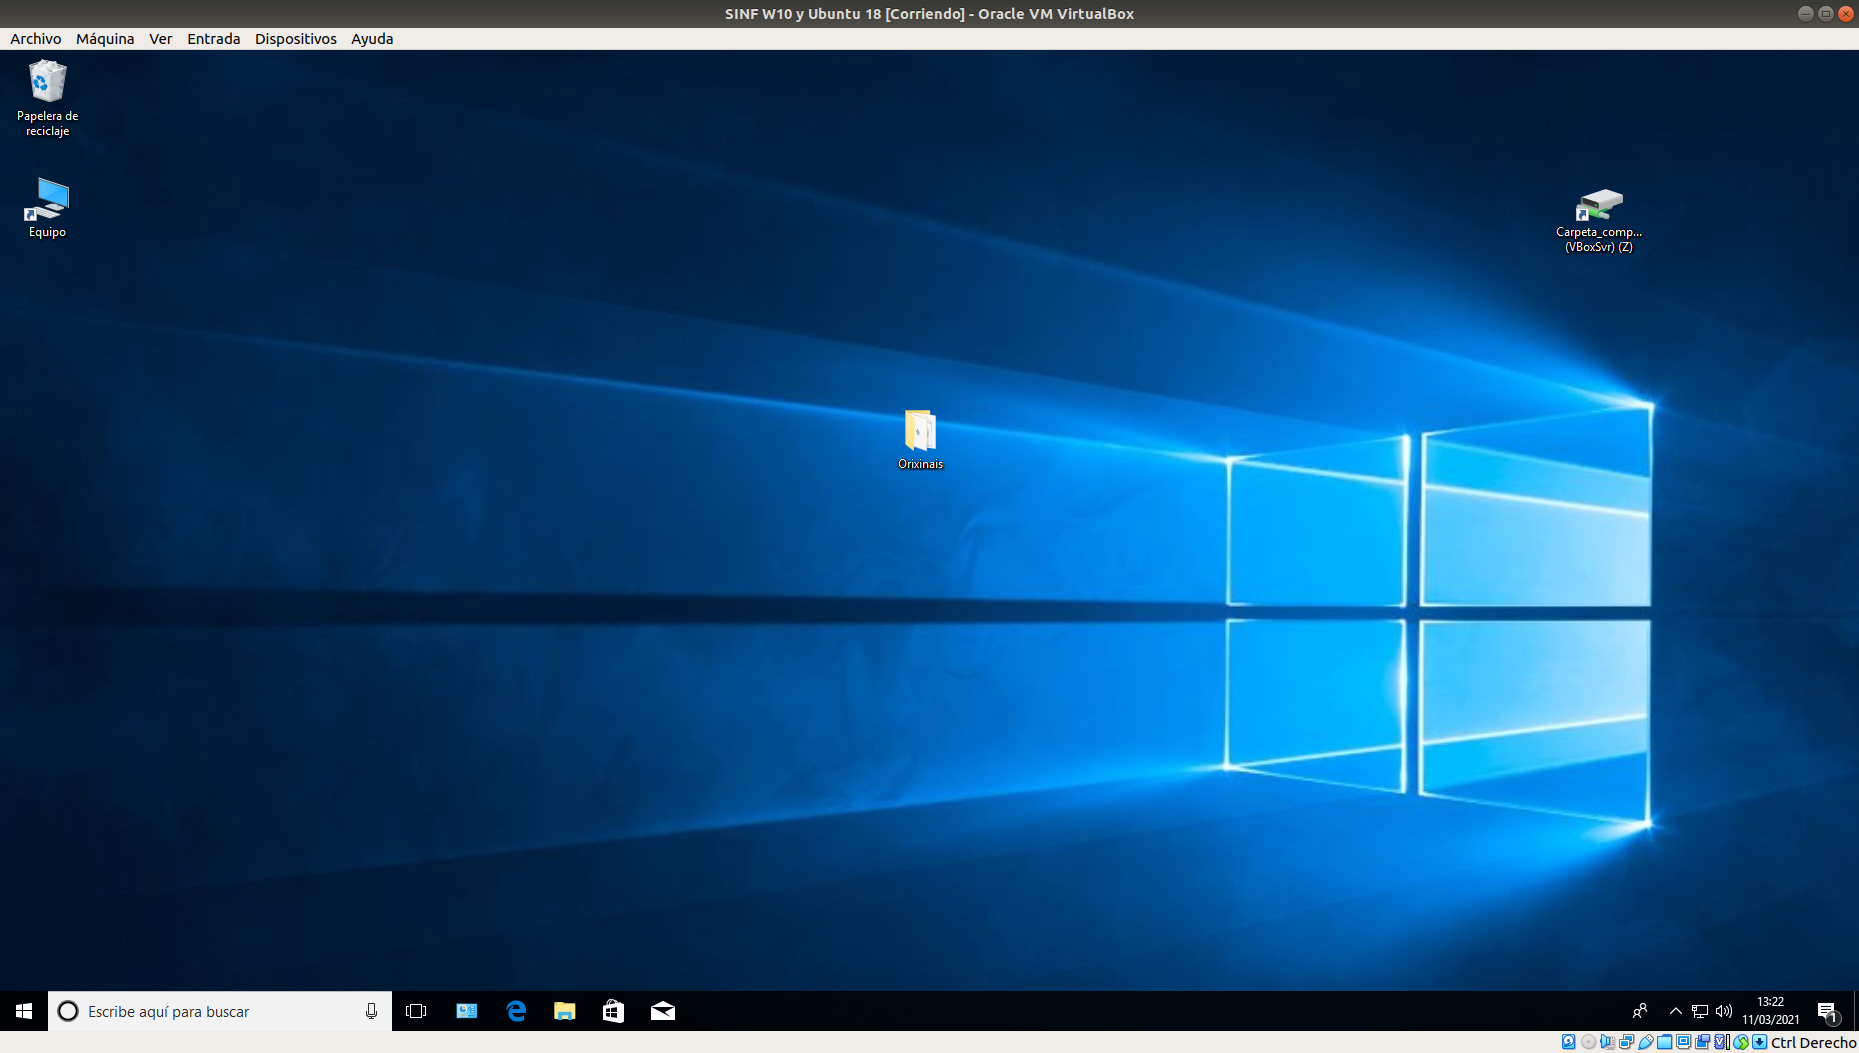 SINF W10 y Ubuntu 18 [Corriendo] - Oracle VM VirtualBox
Archivo Máquina Ver Entrada Dispositivos Ayuda
Papelera de
reciclaje
Equipo
Carpeta_comp...
(VBoxSvr) (Z)
Orixinais
Escribe aquí para buscar
13:22
11/03/2021
1
Ctrl Derecho